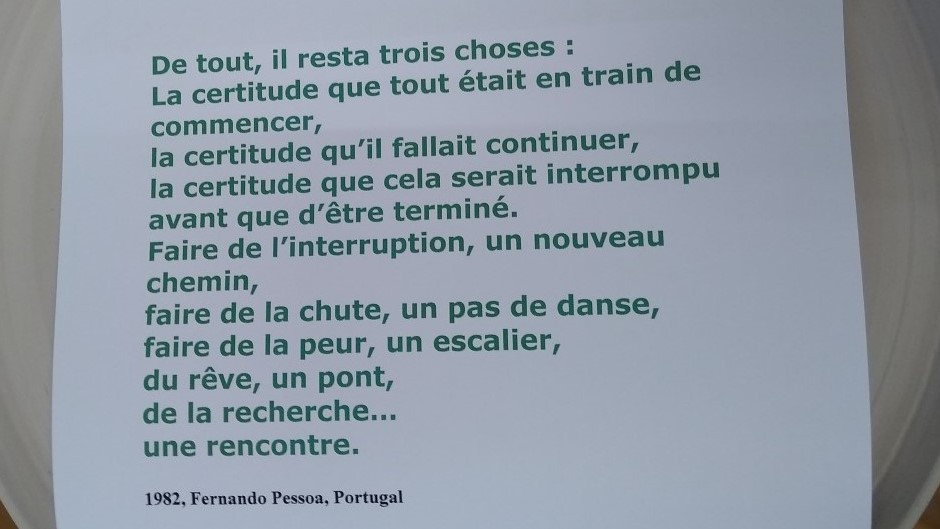 De tout, il resta trois choses :
La certitude que tout était en train de
commencer,
la certitude qu'il fallait continuer,
la certitude que cela serait interrompu
avant que d'être terminé.
Faire de l'interruption, un nouveau
chemin,
faire de la chute, un pas de danse,
faire de la peur, un escalier,
du rêve, un pont,
de la recherche...
une rencontre.
1982, Fernando Pessoa, Portugal